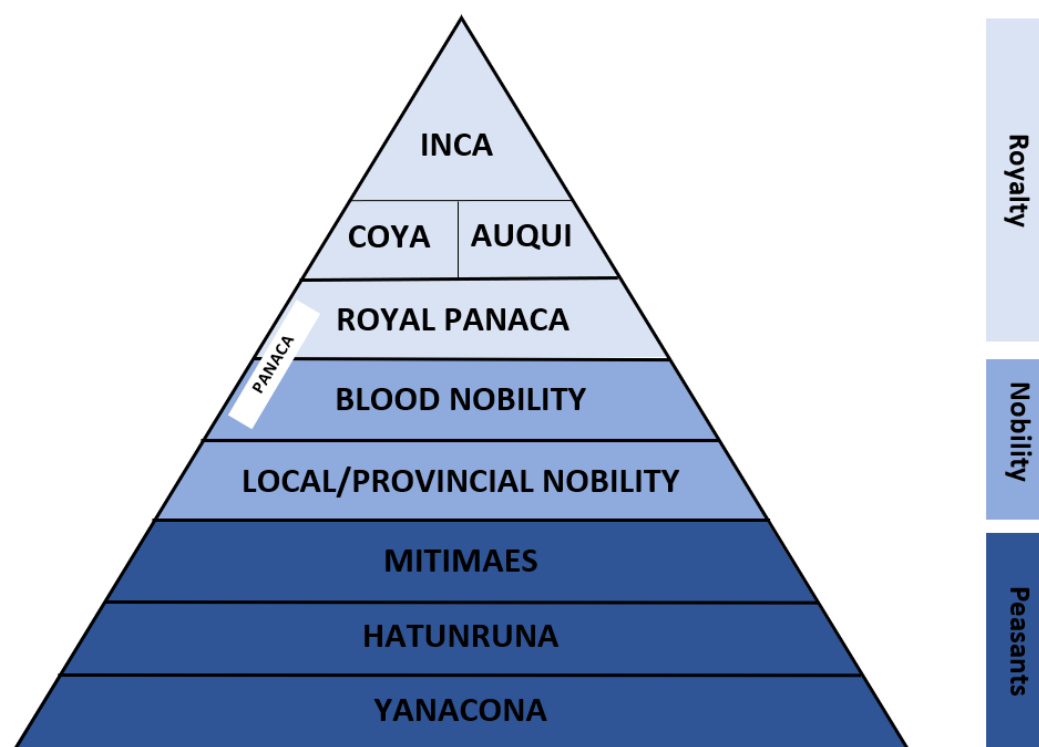 INCA
COYA AUQUI
ROYAL PANACA
PANACA
BLOOD NOBILITY
LOCAL/PROVINCIAL NOBILITY
MITIMAES
HATUNRUNA
YANACONA
Royalty
Nobility
Peasants